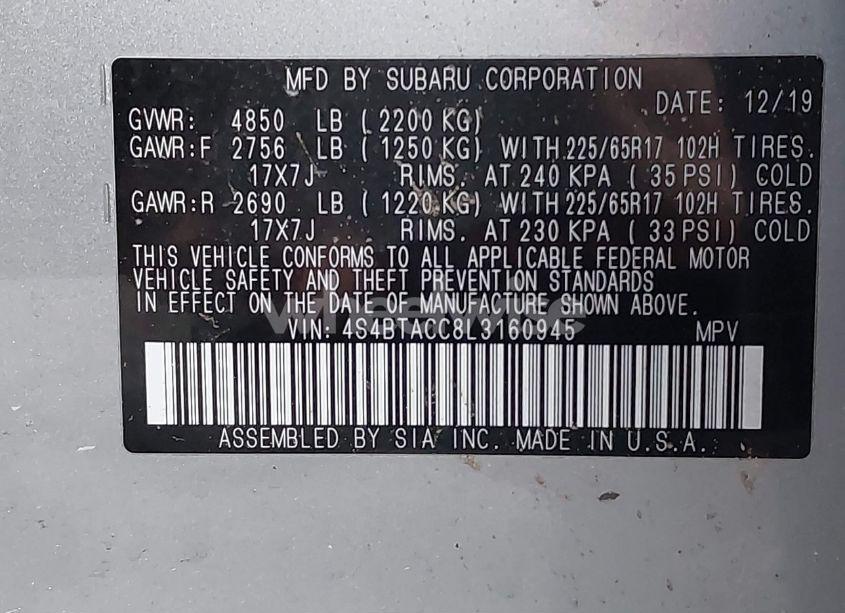 MFD BY SUBARU CORPORATION
DATE: 12/19
GVWR: 4850 LB (2200 KG)
GAWR:F 2756 LB (1250 KG) WITH 225/65R17 102H TIRES.
17X7J RIMS. AT 240 KPA (35 PSI) COLD
GAWR:R 2690 LB (1220 KG) WITH 225/65R17 102H TIRES.
17X7J RIMS. AT 230 KPA (33 PSI) COLD
THIS VEHICLE CONFORMS TO ALL APPLICABLE FEDERAL MOTOR
VEHICLE SAFETY AND THEFT PREVENTION STANDARDS
IN EFFECT ON THE DATE OF MANUFACTURE SHOWN ABOVE.
VIN: 4S4BTACC8L3160945 MPV
ASSEMBLED BY SIA INC. MADE IN U.S.A.